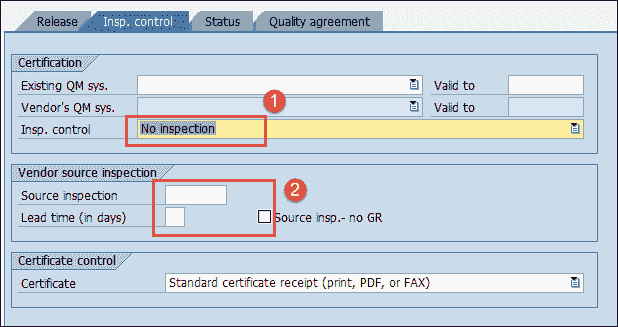 Release Insp. control Status Quality agreement
Certification
Existing QM sys. Valid to
1
Vendor's QM sys. Valid to
Insp. control No inspection
Vendor source inspection
2
Source inspection
Lead time (in days) Source insp.- no GR
Certificate control
Certificate Standard certificate receipt (print, PDF, or FAX)